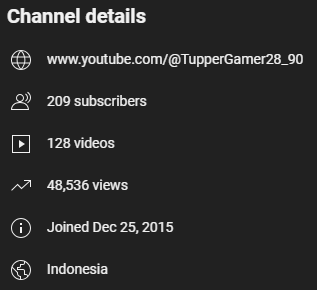 Channel details
www.youtube.com/@TupperGamer28_90
209 subscribers
128 videos
48,536 views
Joined Dec 25, 2015
Indonesia